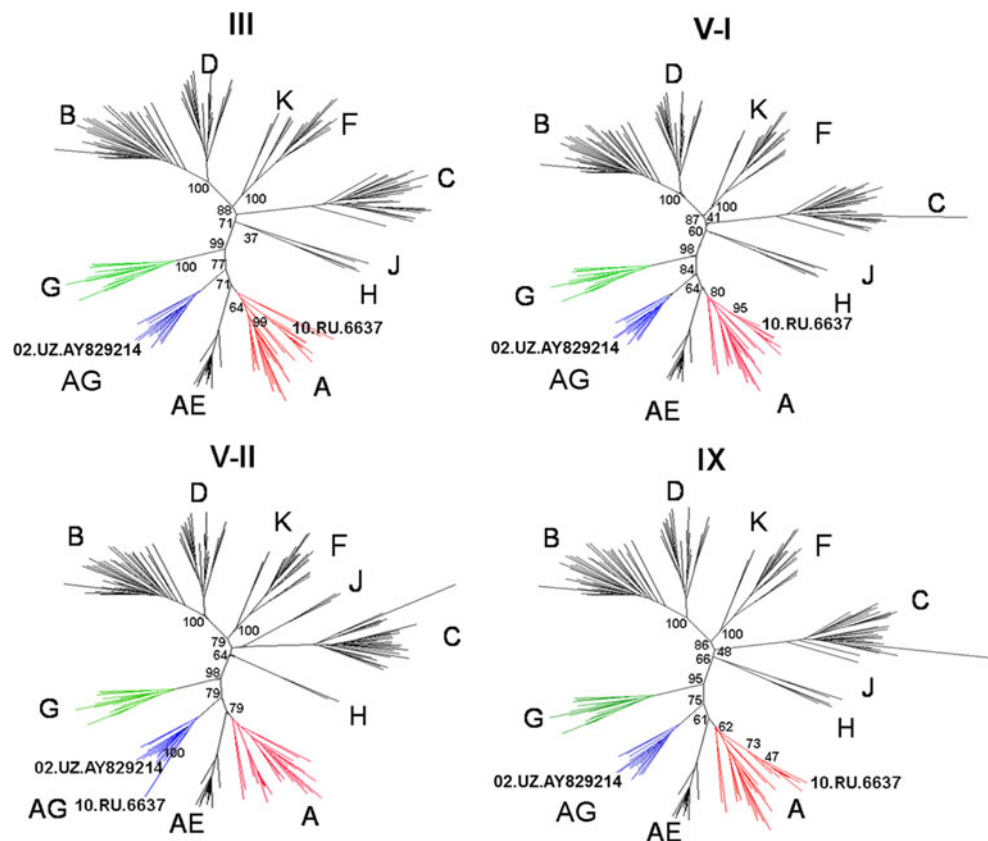 III
D
K
B
F
C
100
100
88
71
37
99
77
100
71
64
99
J
G
H
10.RU.6637
02.UZ.AY829214
AG
AE
A
V-I
D
K
B
F
C
100
100
87
41
60
98
84
64
80
95
J
G
H
10.RU.6637
02.UZ.AY829214
AG
AE
A
V-II
D
K
B
F
J
C
100
100
79
64
98
79
79
G
H
100
02.UZ.AY829214
AG
10.RU.6637
AE
A
IX
D
K
B
F
C
100
100
86
48
66
95
75
61
62
73
47
J
G
H
02.UZ.AY829214
10.RU.6637
AG
AE
A